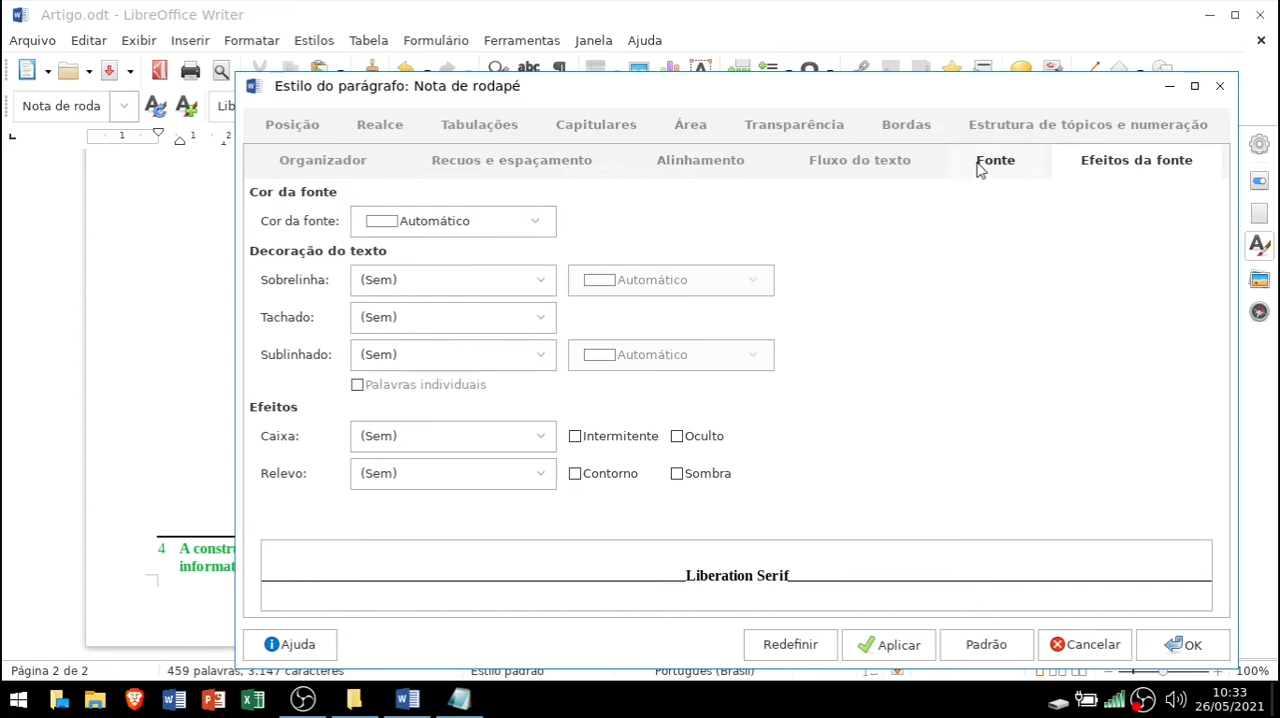 Artigo.odt - LibreOffice Writer
Arquivo Editar Exibir Inserir Formatar Estilos Tabela Formulário Ferramentas Janela Ajuda
Estilo do parágrafo: Nota de rodapé
Nota de roda
Lib
Posição Realce Tabulações Capitulares Área Transparência Bordas Estrutura de tópicos e numeração
Organizador Recuos e espaçamento Alinhamento Fluxo do texto Fonte Efeitos da fonte
1 1 2
Cor da fonte
Cor da fonte: Automático
Decoração do texto
Sobrelinha: (Sem) Automático
Tachado: (Sem)
Sublinhado: (Sem) Automático
Palavras individuais
Efeitos
Caixa: (Sem) Intermitente Oculto
Relevo: (Sem) Contorno Sombra
4 A constru
informat
Liberation Serif
Ajuda Redefinir Aplicar Padrão Cancelar OK
Página 2 de 2 459 palavras, 3.147 caracteres Estilo padrão Português (Brasil) 100%
10:33
26/05/2021